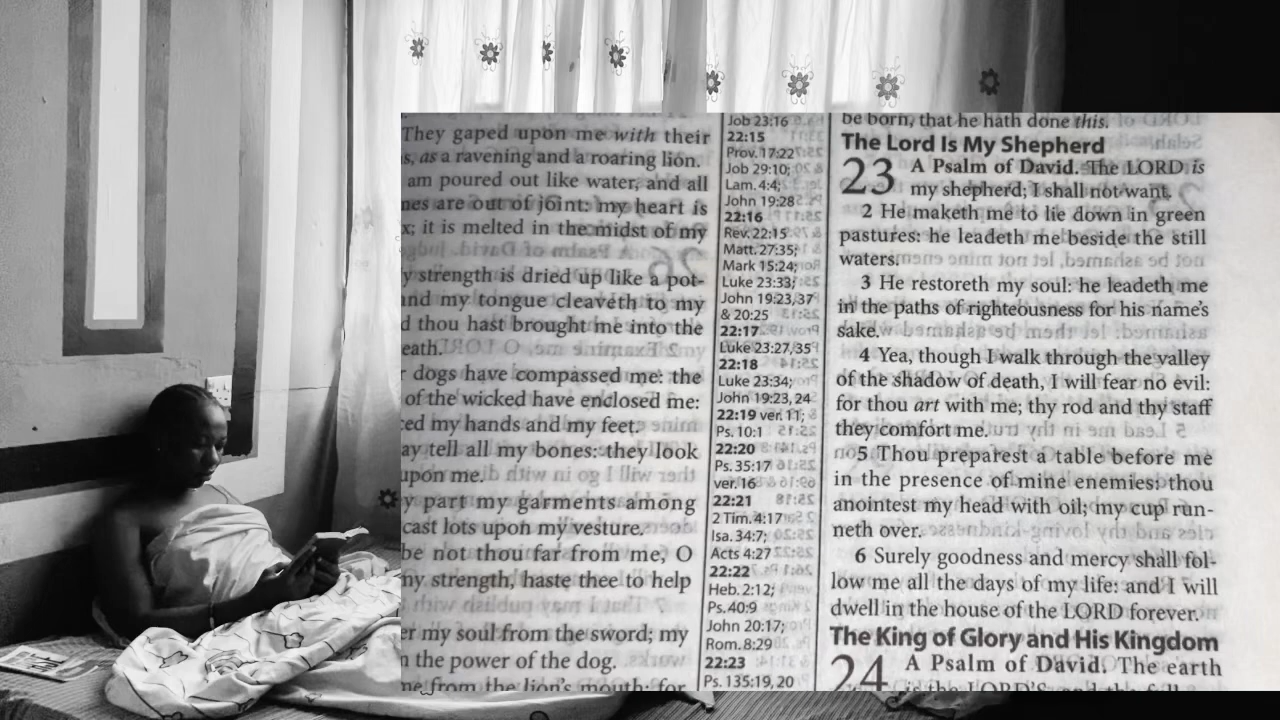 They gaped upon me with their
as a ravening and a roaring lion.
am poured out like water, and all
are out of joint: my heart is
it is melted in the midst of my
strength is dried up like a pot-
and my tongue cleaveth to my
thou hast brought me into the
dogs have compassed me: the
of the wicked have enclosed me:
my hands and my feet.
tell all my bones: they look
upon me.
part my garments among
cast lots upon my vesture.
be not thou far from me, O
my strength, haste thee to help
my soul from the sword; my
the power of the dog.
me from the lion's mouth: for
Job 23:16
22:15
Prov. 17:22
Job 29:10;
Lam. 4:4;
John 19:28
22:16
Rev. 22:15
Matt. 27:35;
Mark 15:24;
Luke 23:33;
John 19:23, 37
& 20:25
22:17
Luke 23:27, 35
22:18
Luke 23:34;
John 19:23, 24
22:19 ver. 11;
Ps. 10:1
22:20
Ps. 35:17
ver. 16
22:21
2 Tim. 4:17
Isa. 34:7;
Acts 4:27
22:22
Heb. 2:12;
Ps. 40:9
John 20:17;
Rom. 8:29
22:23
Ps. 135:19, 20
be born, that he hath done this.
The Lord Is My Shepherd
23 A Psalm of David. The LORD is
my shepherd; I shall not want.
2 He maketh me to lie down in green
pastures: he leadeth me beside the still
waters.
3 He restoreth my soul: he leadeth me
in the paths of righteousness for his name's
sake.
4 Yea, though I walk through the valley
of the shadow of death, I will fear no evil:
for thou art with me; thy rod and thy staff
they comfort me.
5 Thou preparest a table before me
in the presence of mine enemies: thou
anointest my head with oil; my cup run-
neth over.
6 Surely goodness and mercy shall fol-
low me all the days of my life: and I will
dwell in the house of the LORD forever.
The King of Glory and His Kingdom
24 A Psalm of David. The earth
is the LORD'S, and the full